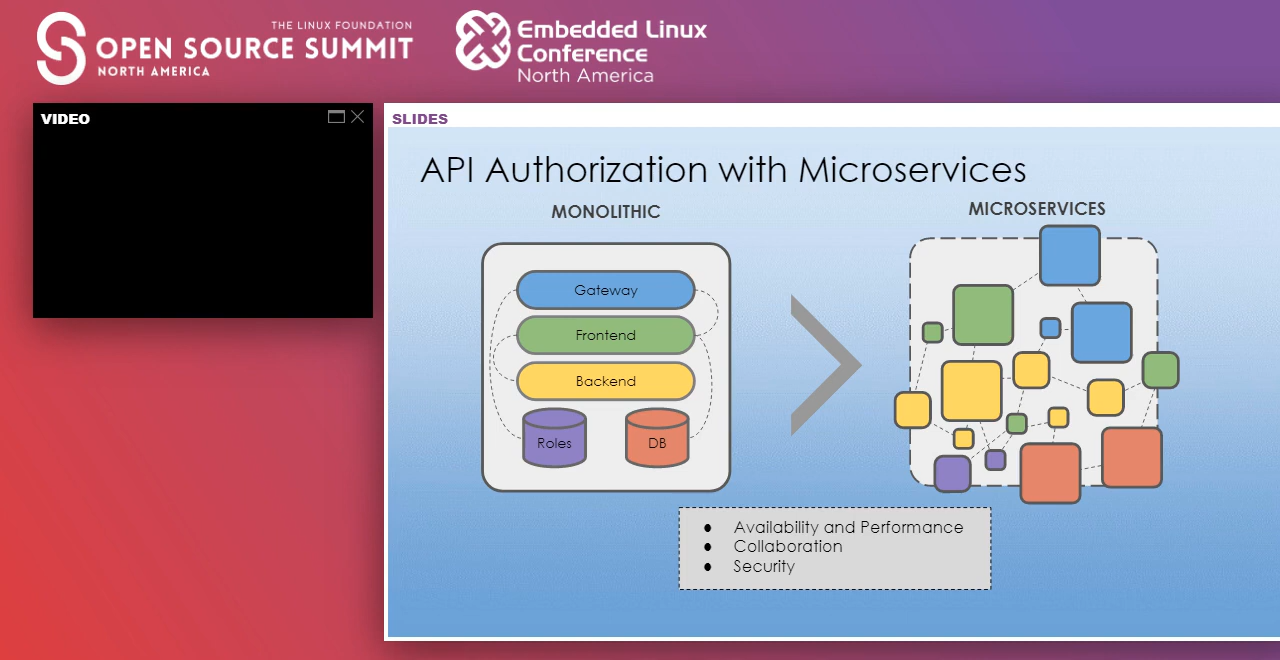 THE LINUX FOUNDATION
OPEN SOURCE SUMMIT
NORTH AMERICA
Embedded Linux
Conference
North America
VIDEO
SLIDES
API Authorization with Microservices
MONOLITHIC
MICROSERVICES
Gateway
Frontend
Backend
Roles
DB
● Availability and Performance
● Collaboration
● Security